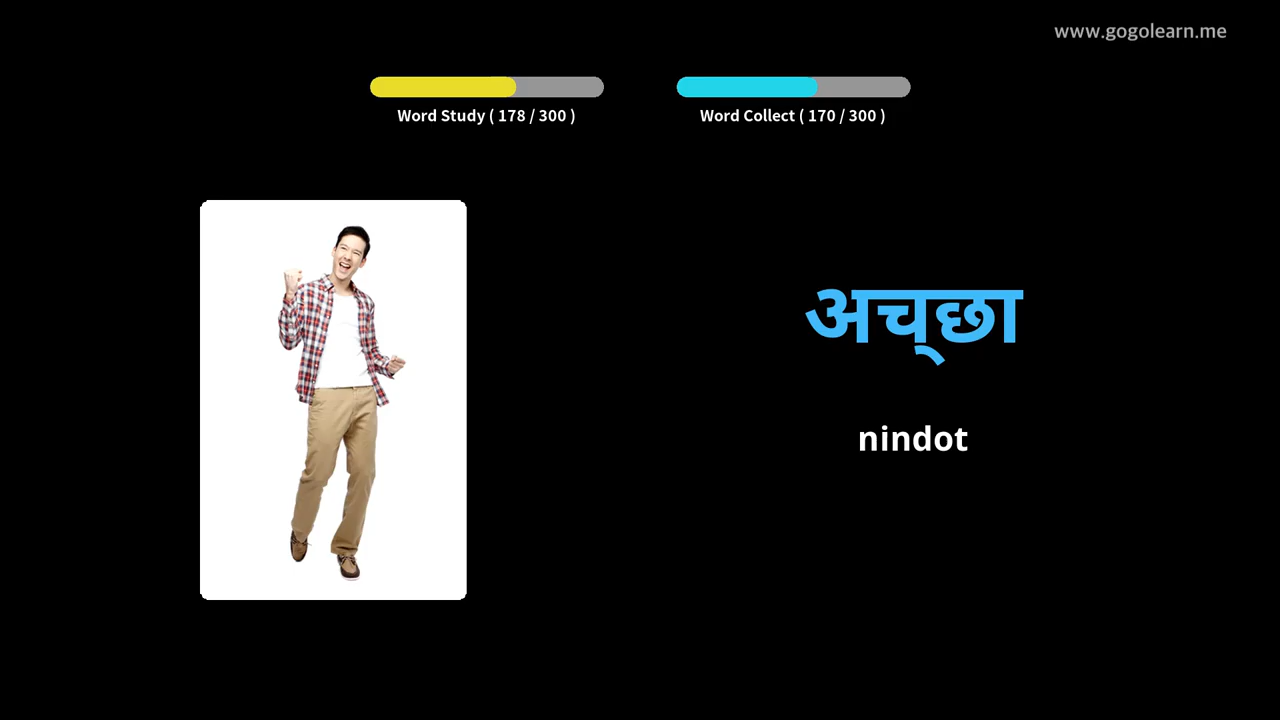 www.gogolearn.me
Word Study ( 178 / 300 )
Word Collect ( 170 / 300 )
अच्‌छा
nindot